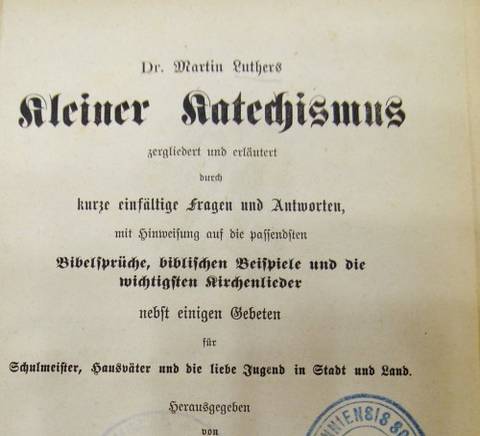 Dr. Martin Luthers
Kleiner Katechismus
zergliedert und erläutert
durch
kurze einfältige Fragen und Antworten,
mit Hinweisung auf die passendsten
Bibelsprüche, biblischen Beispiele und die
wichtigsten Kirchenlieder
nebst einigen Gebeten
für
Schulmeister, Hausväter und die liebe Jugend in Stadt und Land.
Herausgegeben
von